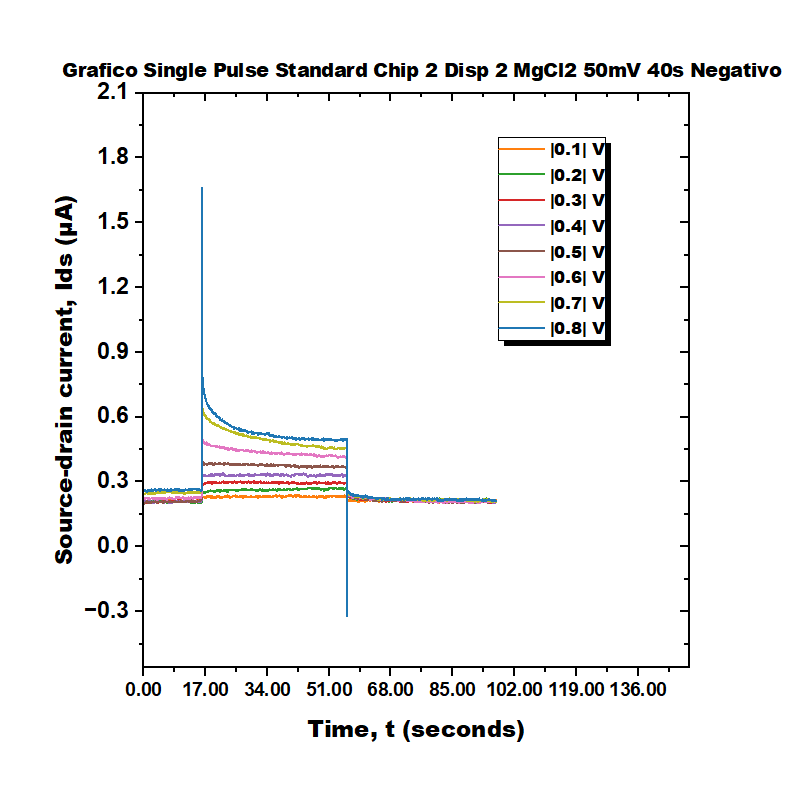 Grafico Single Pulse Standard Chip 2 Disp 2 MgCl2 50mV 40s Negativo
2.1
1.8
1.5
1.2
0.9
0.6
0.3
0.0
−0.3
Source-drain current, Ids (μA)
|0.1| V
|0.2| V
|0.3| V
|0.4| V
|0.5| V
|0.6| V
|0.7| V
|0.8| V
0.00 17.00 34.00 51.00 68.00 85.00 102.00 119.00 136.00
Time, t (seconds)